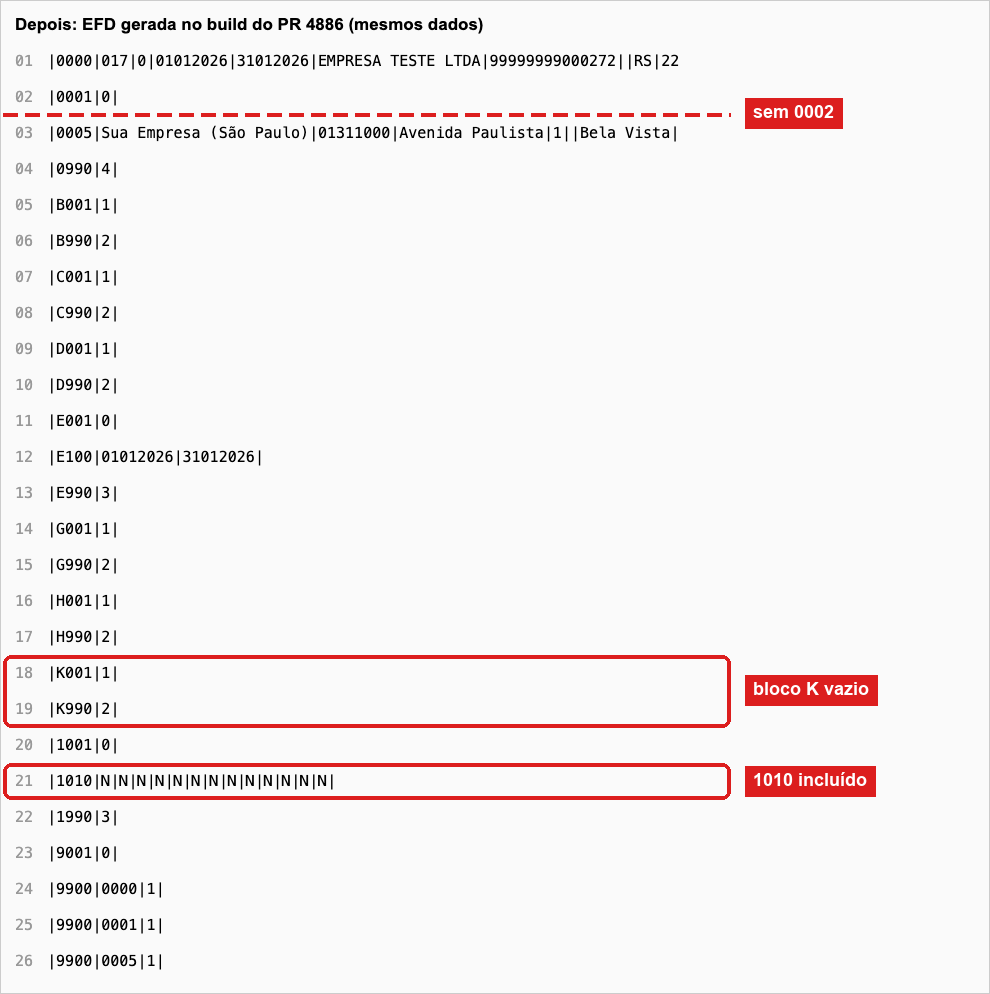 Depois: EFD gerada no build do PR 4886 (mesmos dados)
01 |0000|017|0|01012026|31012026|EMPRESA TESTE LTDA|99999999000272||RS|22
02 |0001|0|
sem 0002
03 |0005|Sua Empresa (São Paulo)|01311000|Avenida Paulista|1||Bela Vista|
04 |0990|4|
05 |B001|1|
06 |B990|2|
07 |C001|1|
08 |C990|2|
09 |D001|1|
10 |D990|2|
11 |E001|0|
12 |E100|01012026|31012026|
13 |E990|3|
14 |G001|1|
15 |G990|2|
16 |H001|1|
17 |H990|2|
18 |K001|1|
bloco K vazio
19 |K990|2|
20 |1001|0|
21 |1010|N|N|N|N|N|N|N|N|N|N|N|N|N|
1010 incluído
22 |1990|3|
23 |9001|0|
24 |9900|0000|1|
25 |9900|0001|1|
26 |9900|0005|1|